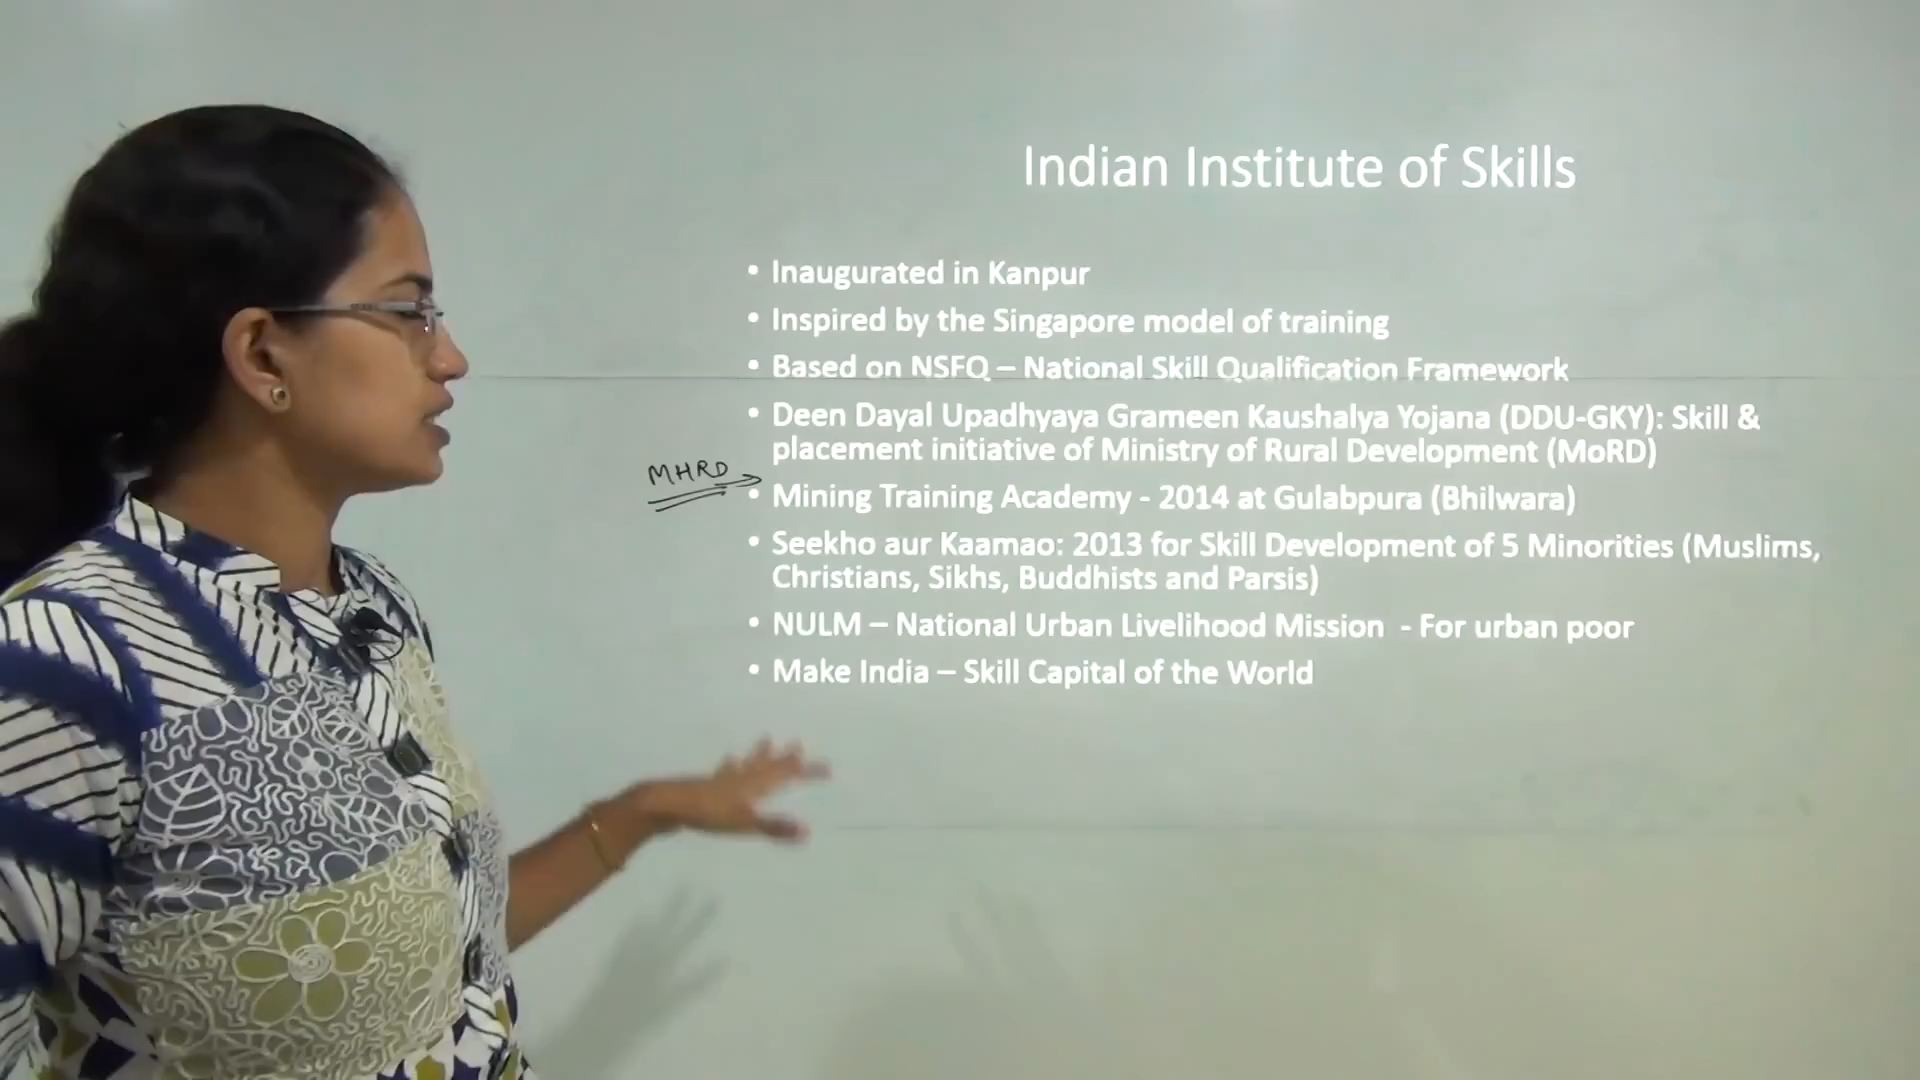 Indian Institute of Skills
• Inaugurated in Kanpur
• Inspired by the Singapore model of training
• Based on NSFQ – National Skill Qualification Framework
• Deen Dayal Upadhyaya Grameen Kaushalya Yojana (DDU-GKY): Skill &
placement initiative of Ministry of Rural Development (MoRD)
MHRD
• Mining Training Academy - 2014 at Gulabpura (Bhilwara)
• Seekho aur Kaamao: 2013 for Skill Development of 5 Minorities (Muslims,
Christians, Sikhs, Buddhists and Parsis)
• NULM – National Urban Livelihood Mission - For urban poor
• Make India – Skill Capital of the World